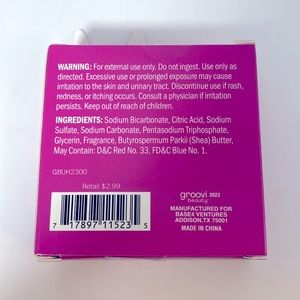 WARNING: For external use only. Do not ingest. Use only as
directed. Excessive use or prolonged exposure may cause
irritation to the skin and urinary tract. Discontinue use if rash,
redness, or itching occurs. Consult a physician if irritation
persists. Keep out of reach of children.
INGREDIENTS: Sodium Bicarbonate, Citric Acid, Sodium
Sulfate, Sodium Carbonate, Pentasodium Triphosphate,
Glycerin, Fragrance, Butyrospermum Parkii (Shea) Butter,
May Contain: D&C Red No. 33, FD&C Blue No. 1.
GBUH2300
Retail $2.99
7 17897 11523 5
groovi
beauty
2023
MANUFACTURED FOR
BASE4 VENTURES
ADDISON, TX 75001
MADE IN CHINA